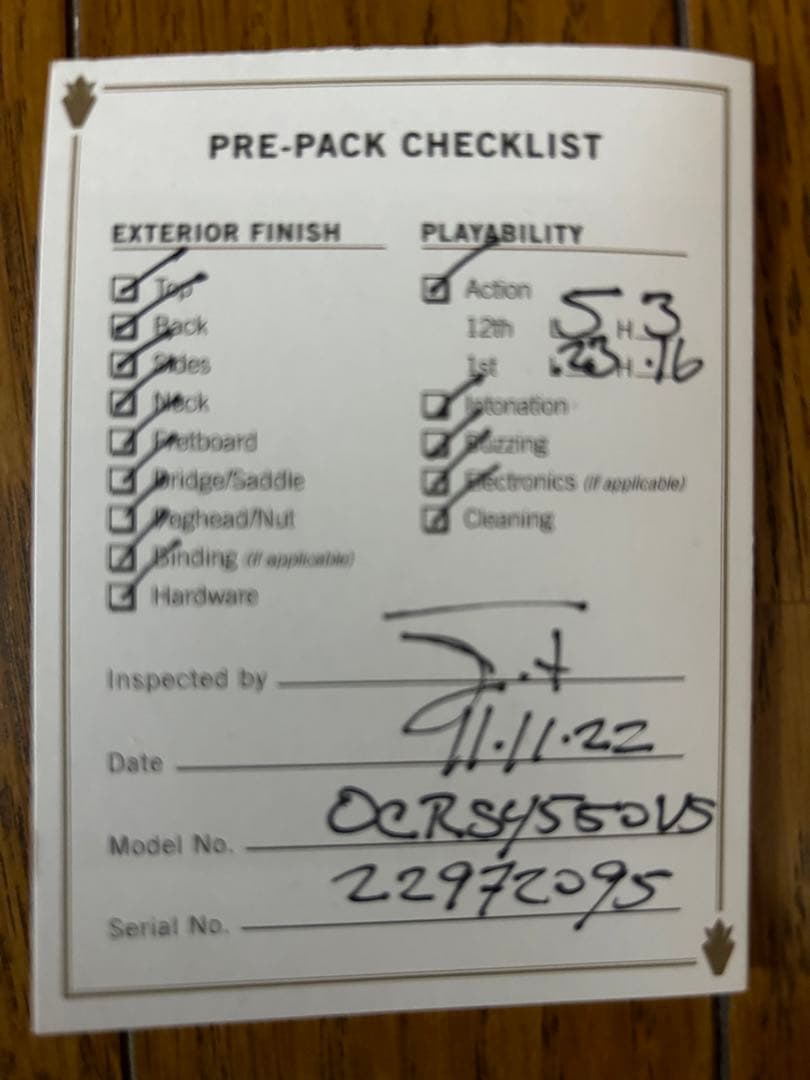 PRE-PACK CHECKLIST
EXTERIOR FINISH
Top
Back
Sides
Neck
Fretboard
Bridge/Saddle
Peghead/Nut
Binding (if applicable)
Hardware
PLAYABILITY
Action
12th L 5 H 3
1st L .23 H .16
Intonation
Buzzing
Electronics (if applicable)
Cleaning
Inspected by
Date 11.11.22
Model No.
Serial No. 22972095